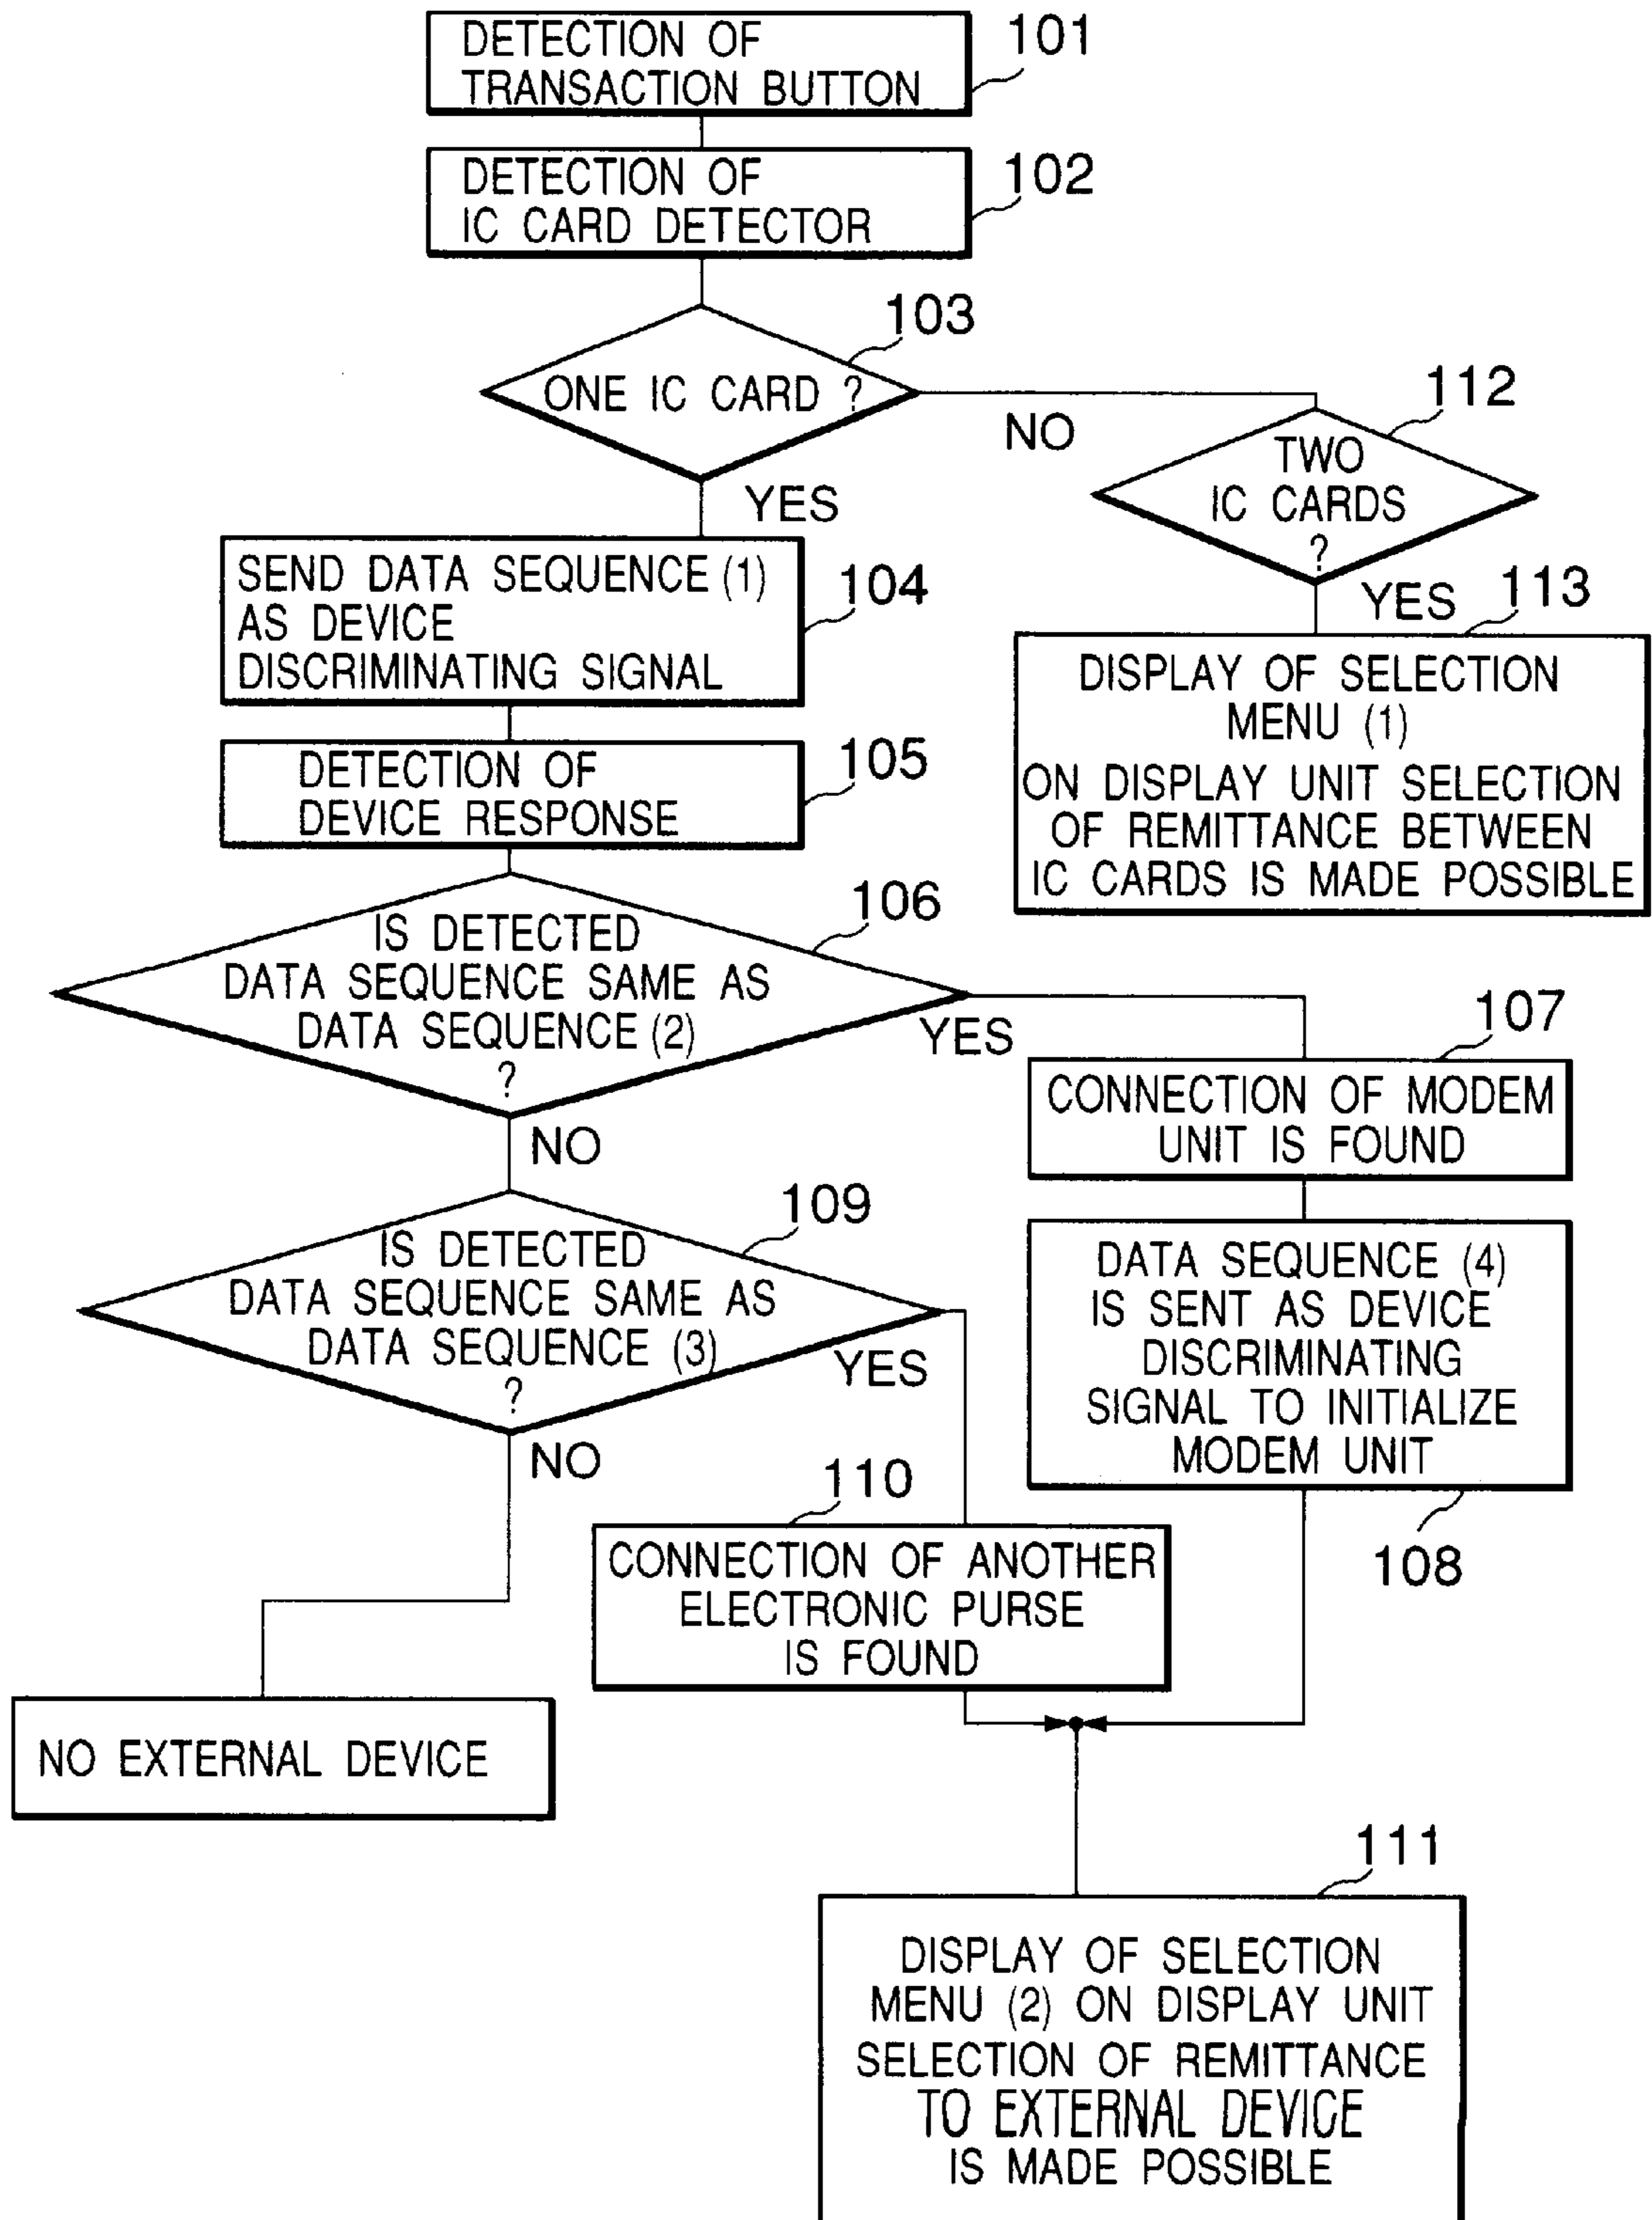 DETECTION OF
TRANSACTION BUTTON
101
DETECTION OF
IC CARD DETECTOR
102
103
ONE IC CARD ?
NO
YES
112
TWO
IC CARDS
?
YES
113
DISPLAY OF SELECTION
MENU (1)
ON DISPLAY UNIT SELECTION
OF REMITTANCE BETWEEN
IC CARDS IS MADE POSSIBLE
SEND DATA SEQUENCE (1)
AS DEVICE
DISCRIMINATING SIGNAL
104
DETECTION OF
DEVICE RESPONSE
105
106
IS DETECTED
DATA SEQUENCE SAME AS
DATA SEQUENCE (2)
?
YES
NO
107
CONNECTION OF MODEM
UNIT IS FOUND
DATA SEQUENCE (4)
IS SENT AS DEVICE
DISCRIMINATING
SIGNAL TO INITIALIZE
MODEM UNIT
108
109
IS DETECTED
DATA SEQUENCE SAME AS
DATA SEQUENCE (3)
?
YES
NO
110
CONNECTION OF ANOTHER
ELECTRONIC PURSE
IS FOUND
NO EXTERNAL DEVICE
111
DISPLAY OF SELECTION
MENU (2) ON DISPLAY UNIT
SELECTION OF REMITTANCE
TO EXTERNAL DEVICE
IS MADE POSSIBLE